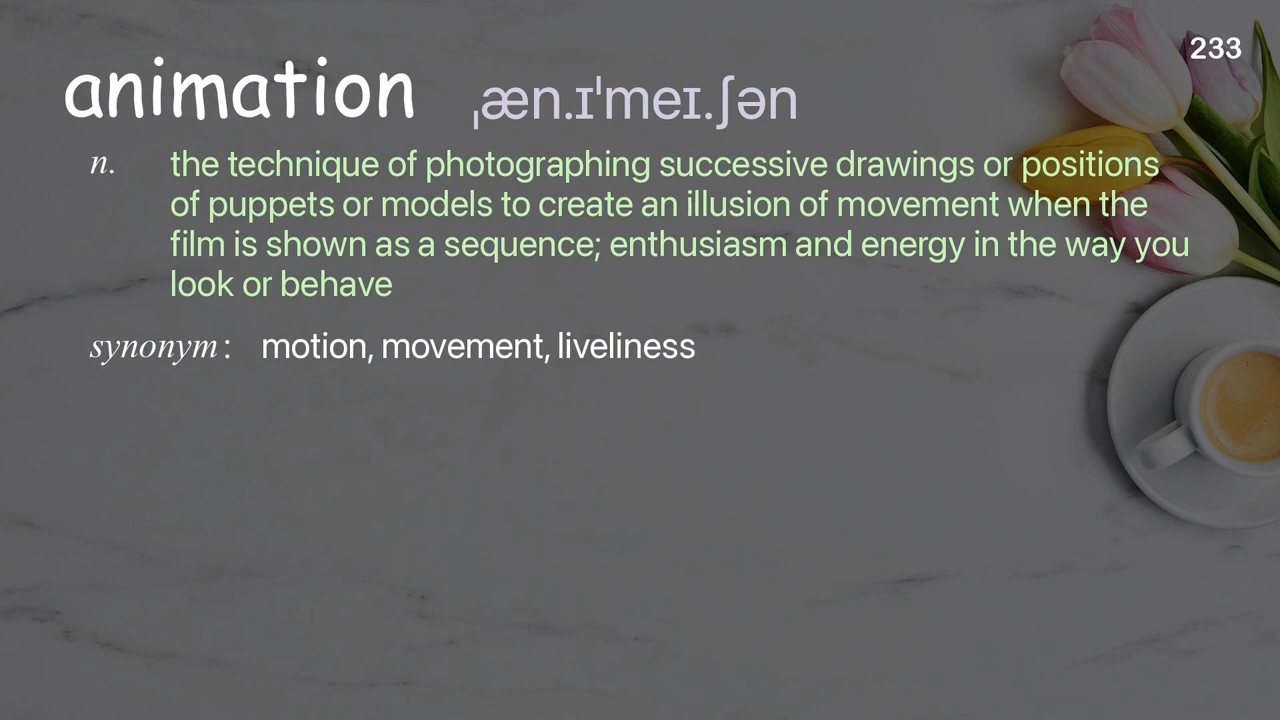 233
animation ˌæn.ɪˈmeɪ.ʃən
n. the technique of photographing successive drawings or positions
of puppets or models to create an illusion of movement when the
film is shown as a sequence; enthusiasm and energy in the way you
look or behave
synonym: motion, movement, liveliness